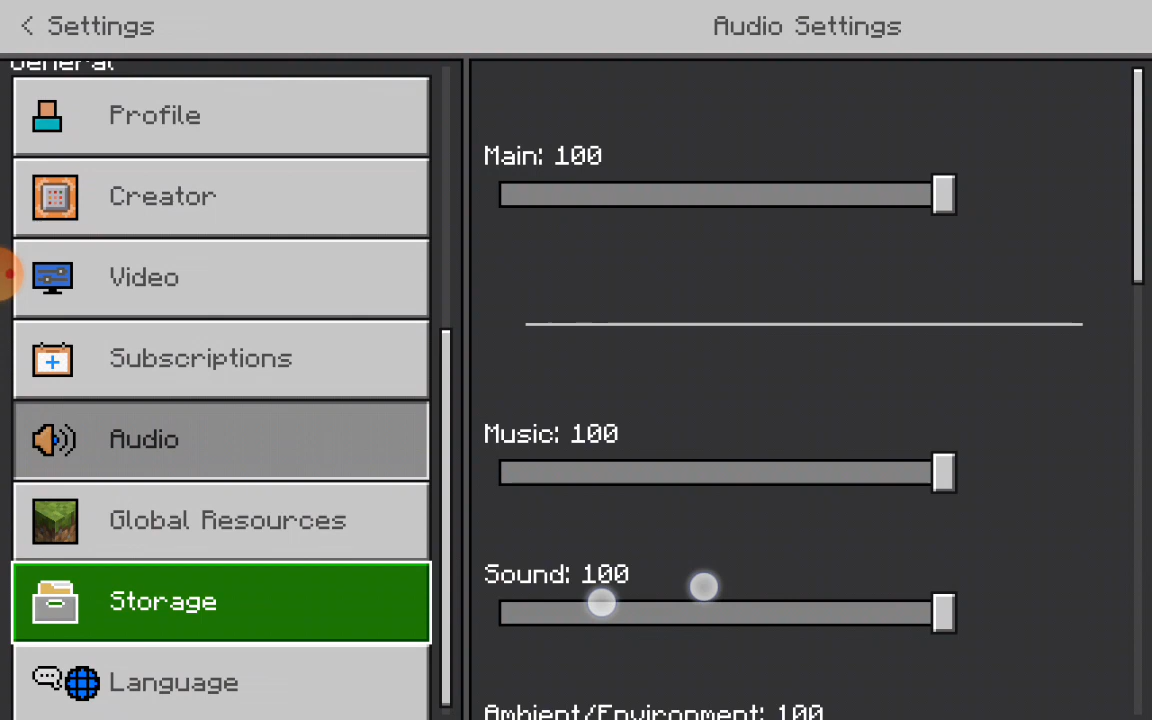 Settings
Audio Settings
General
Profile
Creator
Video
Subscriptions
Audio
Global Resources
Storage
Language
Main: 100
Music: 100
Sound: 100
Ambient/Environment: 100